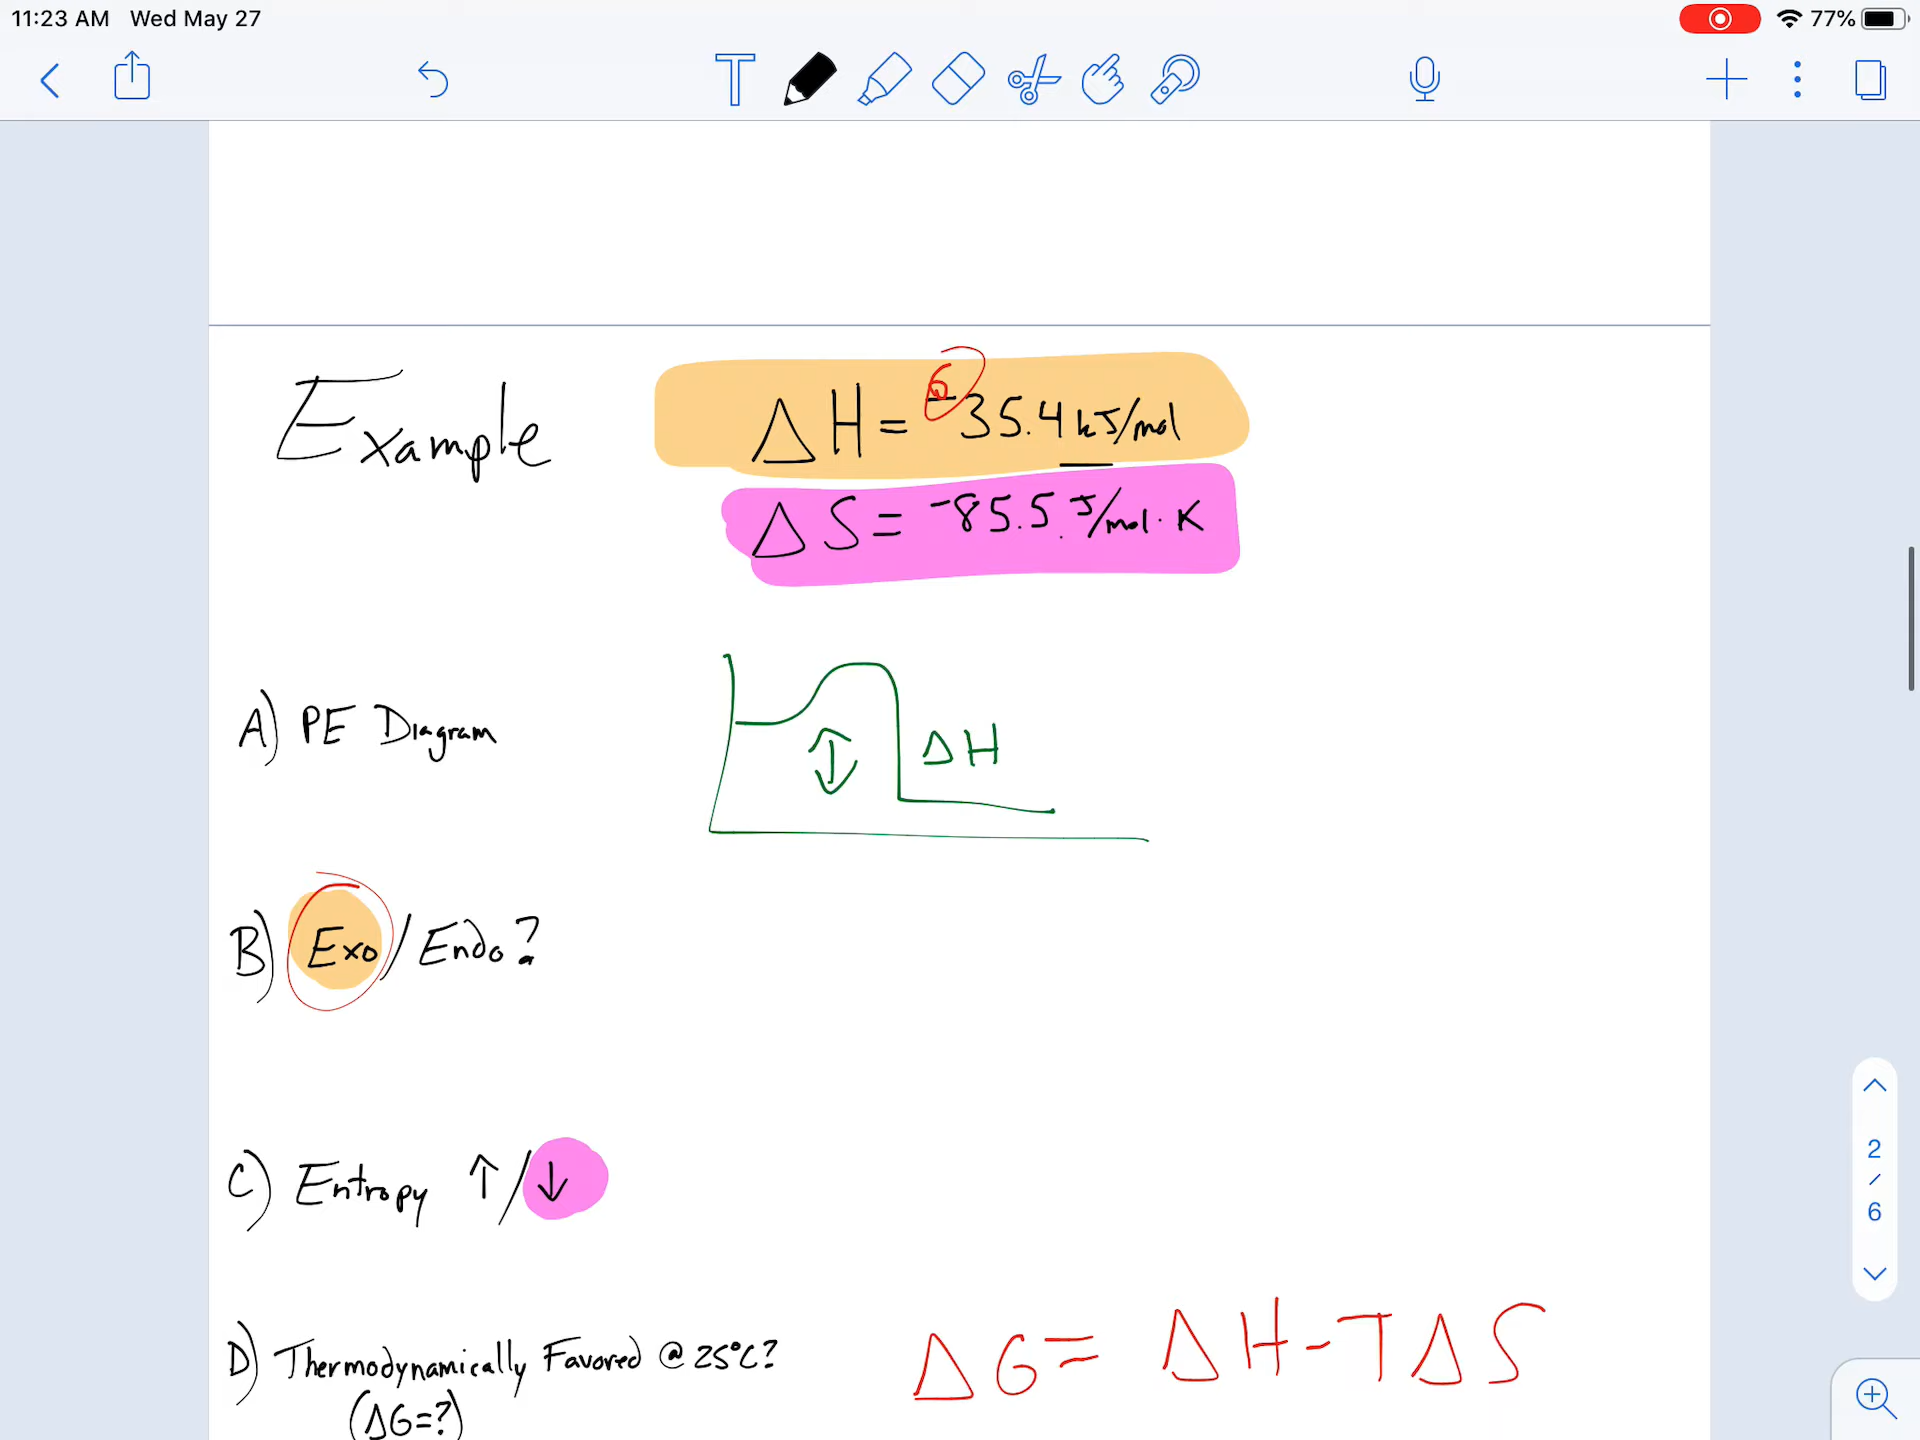 11:23 AM Wed May 27
77%
T
Example
ΔH = -35.4 kJ/mol
ΔS = -85.5 J/mol·K
A) PE Diagram
ΔH
B) Exo/Endo?
C) Entropy ↑/↓
2
/
6
D) Thermodynamically Favored @ 25°C?
ΔG = ΔH-TΔS
(ΔG=?)